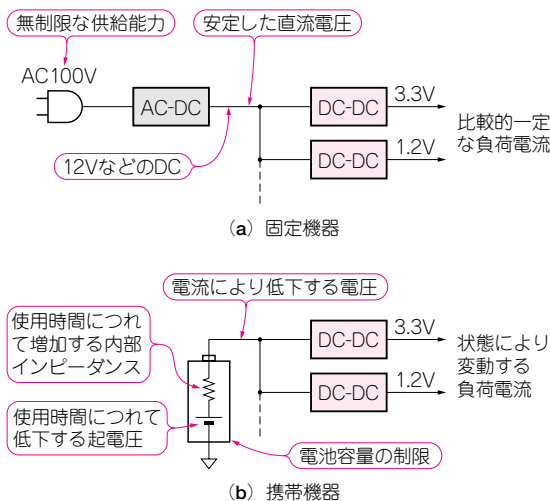 無制限な供給能力
安定した直流電圧
AC100V
AC-DC
12VなどのDC
DC-DC
3.3V
DC-DC
1.2V
比較的一定
な負荷電流
(a) 固定機器
電流により低下する電圧
使用時間につれ
て増加する内部
インピーダンス
使用時間につれて
低下する起電圧
DC-DC
3.3V
DC-DC
1.2V
状態により
変動する
負荷電流
電池容量の制限
(b) 携帯機器